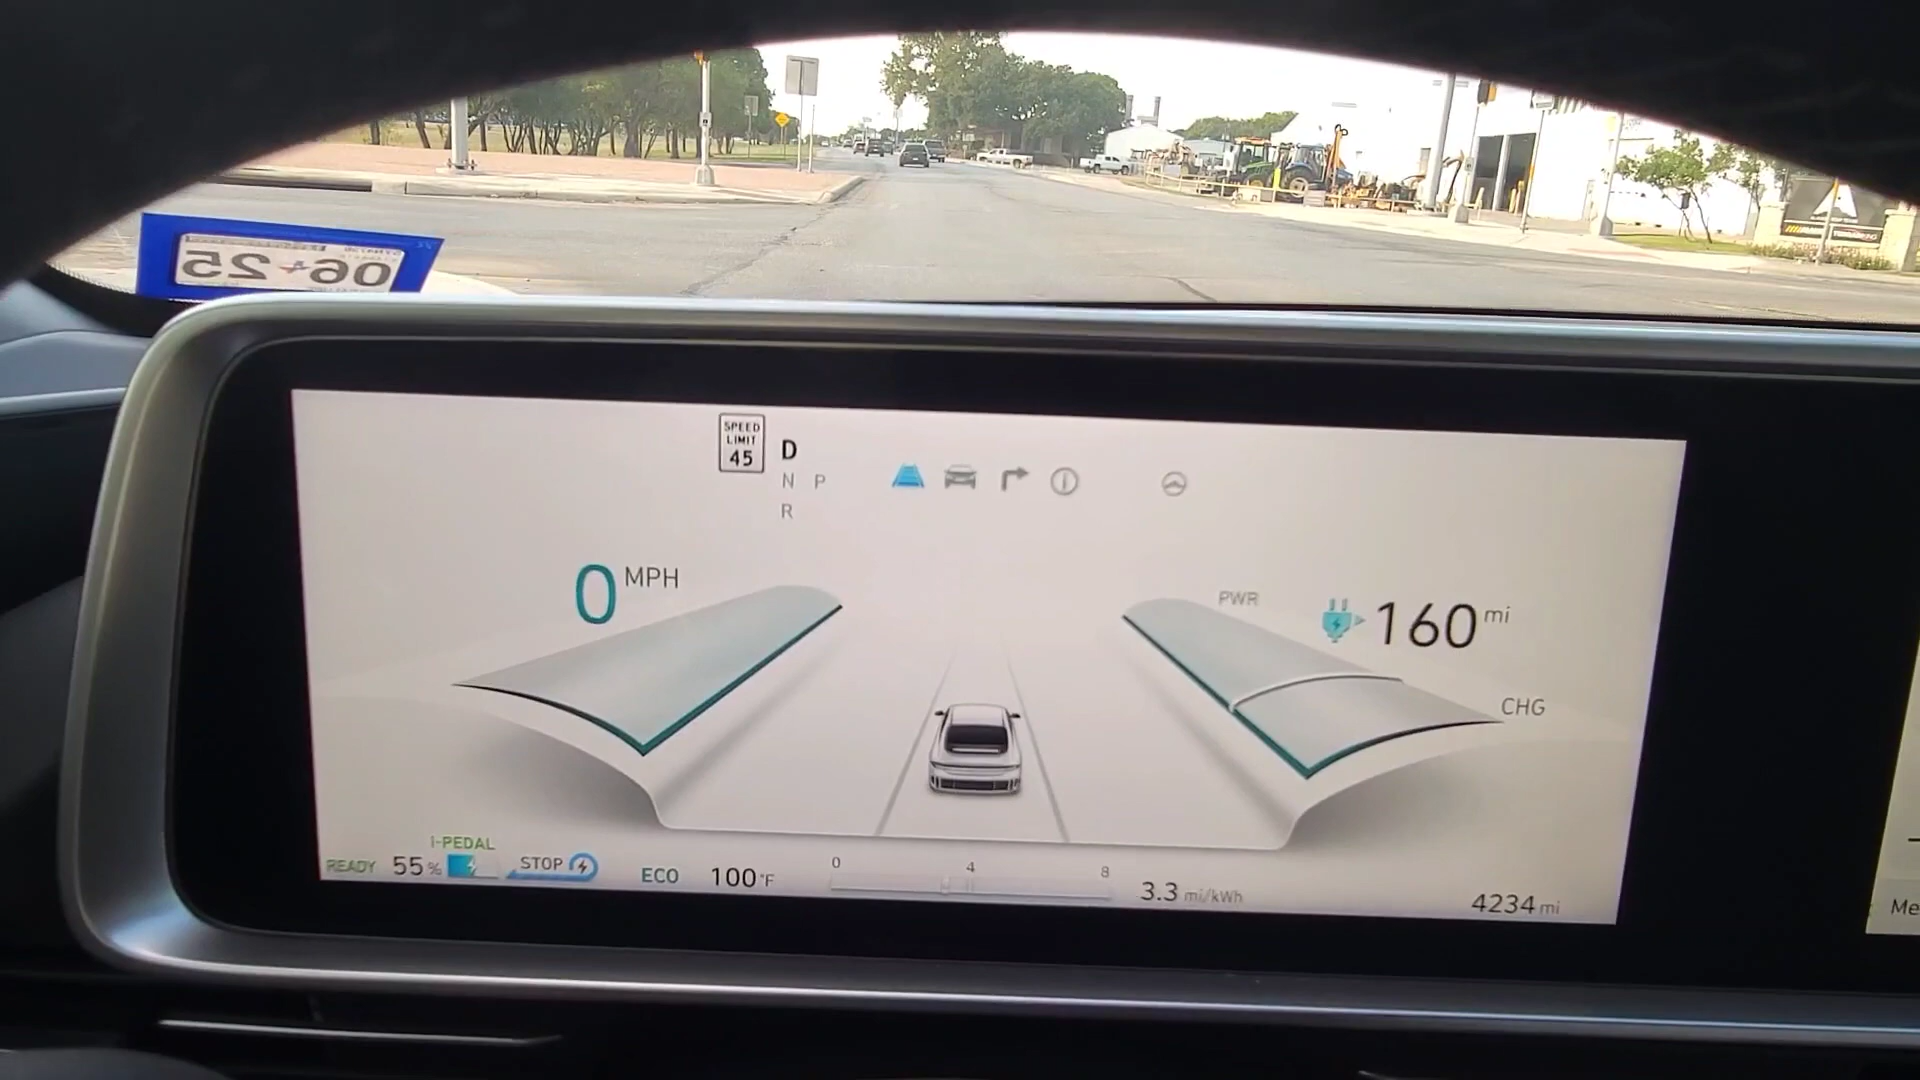 06 25
SPEED
LIMIT
45
D
N P
R
0 MPH
PWR
160 mi
CHG
i-PEDAL
READY 55% STOP ECO 100°F
0 4 8
3.3 mi/kWh
4234 mi
Me